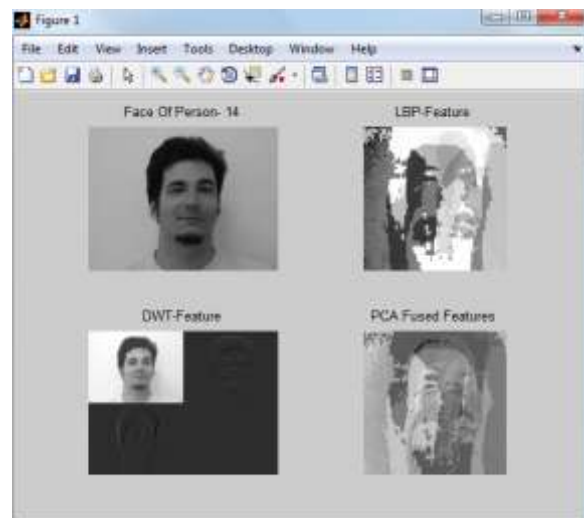 Figure 1
File Edit View Insert Tools Desktop Window Help
Face Of Person- 14
LBP-Feature
DWT-Feature
PCA Fused Features